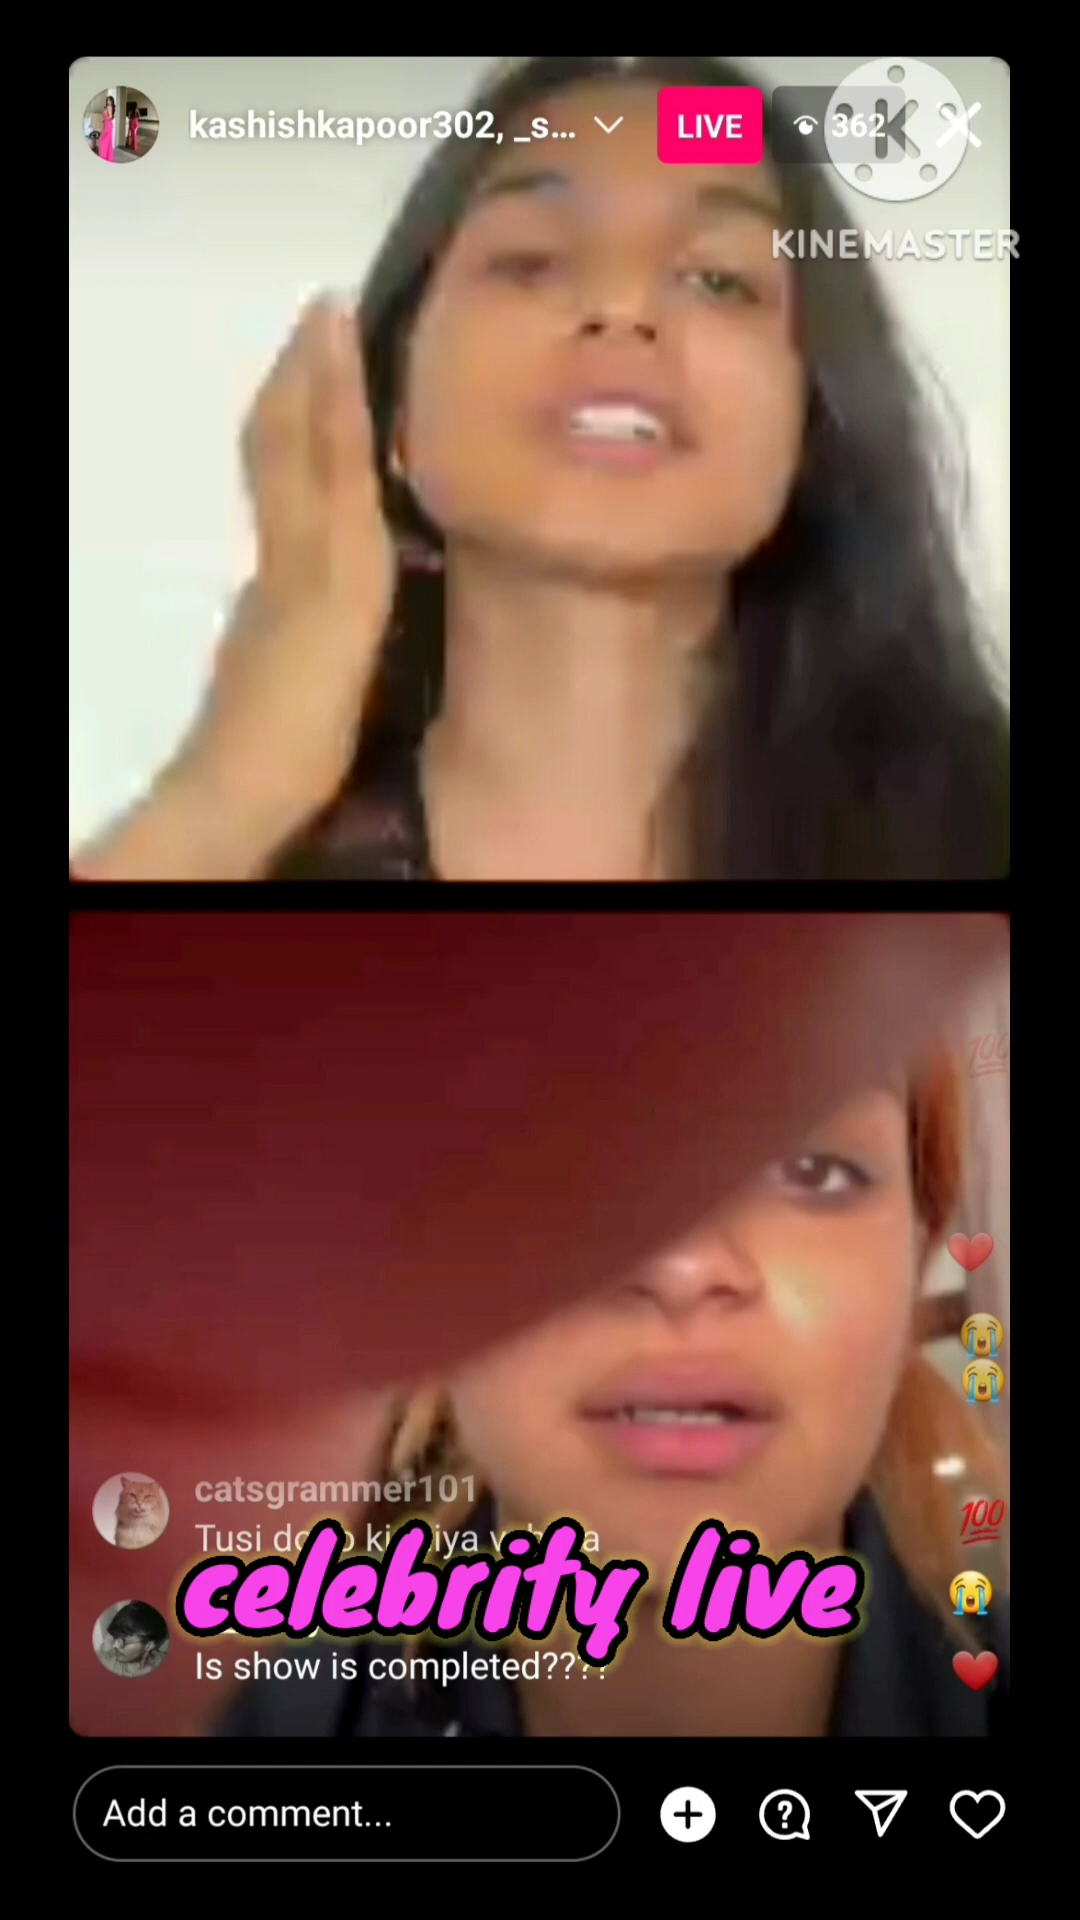 kashishkapoor302, _s...
LIVE
362
KINEMASTER
catsgrammer101
Tusi
celebrity live
Is show is completed????
Add a comment...